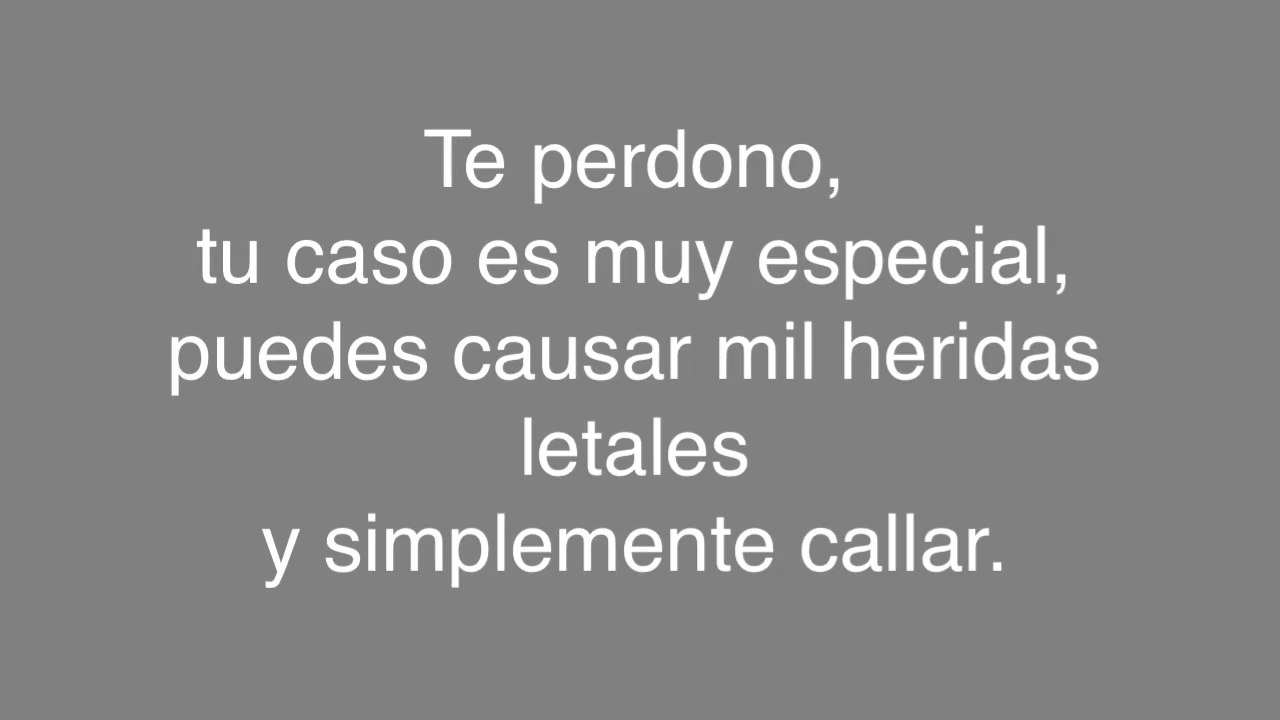 Te perdono,
tu caso es muy especial,
puedes causar mil heridas
letales
y simplemente callar.